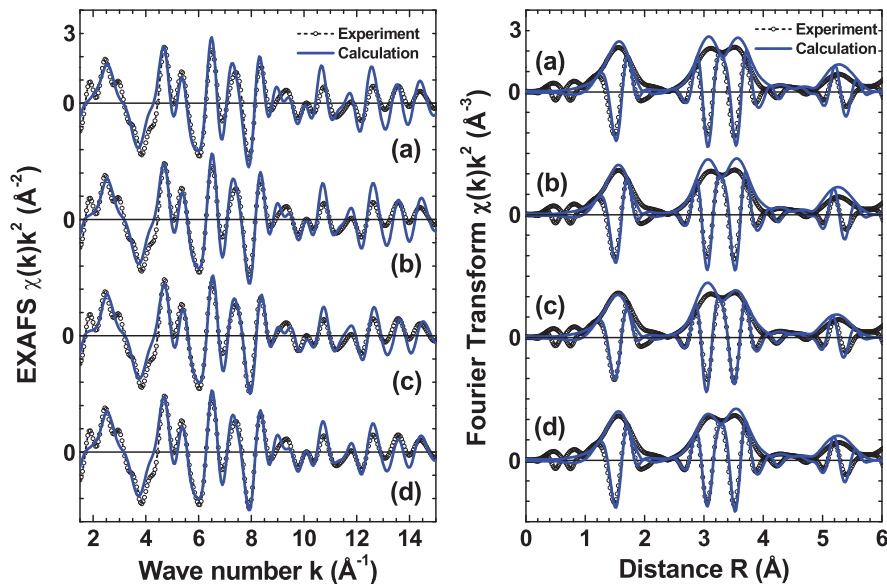 3
0
0
0
0
EXAFS χ(k)k² (Å⁻²)
Experiment
Calculation
(a)
(b)
(c)
(d)
2 4 6 8 10 12 14
Wave number k (Å⁻¹)
3
0
0
0
0
Fourier Transform χ(k)k² (Å⁻³)
Experiment
Calculation
(a)
(b)
(c)
(d)
0 1 2 3 4 5 6
Distance R (Å)